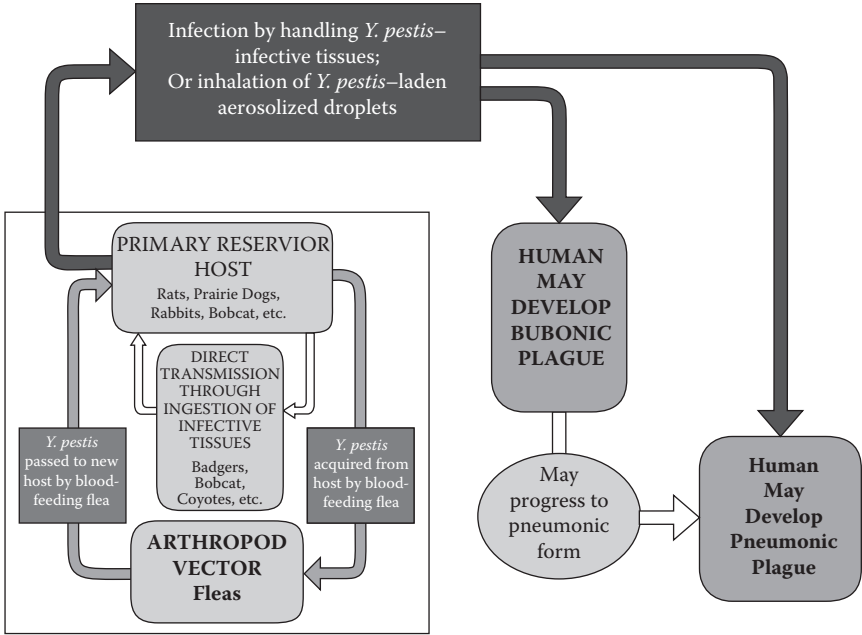 Infection by handling Y. pestis–
infective tissues;
Or inhalation of Y. pestis–laden
aerosolized droplets
PRIMARY RESERVIOR
HOST
Rats, Prairie Dogs,
Rabbits, Bobcat, etc.
DIRECT
TRANSMISSION
THROUGH
INGESTION OF
INFECTIVE
TISSUES
Badgers,
Bobcat,
Coyotes, etc.
Y. pestis
passed to new
host by blood-
feeding flea
Y. pestis
acquired from
host by blood-
feeding flea
ARTHROPOD
VECTOR
Fleas
HUMAN
MAY
DEVELOP
BUBONIC
PLAGUE
May
progress to
pneumonic
form
Human
May
Develop
Pneumonic
Plague